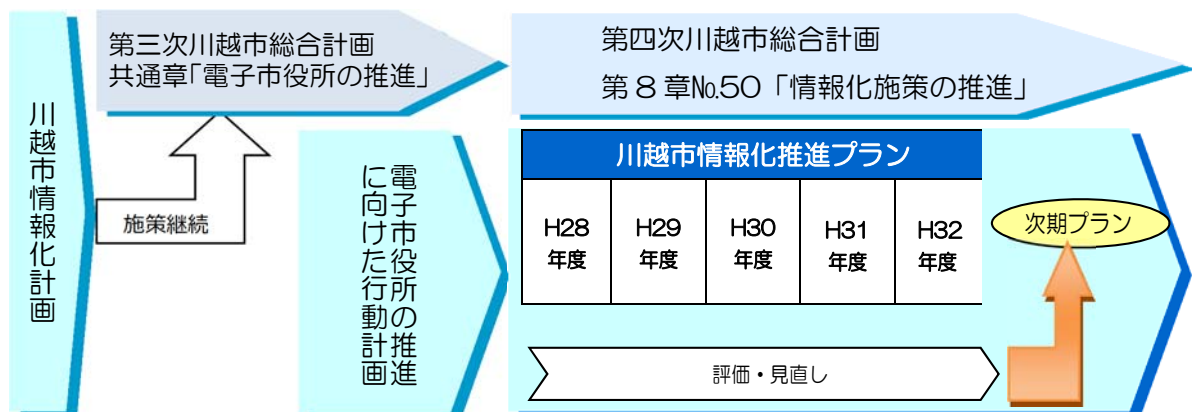 川越市情報化計画
第三次川越市総合計画
共通章「電子市役所の推進」
施策継続
電子市役所の推進
に向けた行動計画
第四次川越市総合計画
第８章№50「情報化施策の推進」
川越市情報化推進プラン
H28
年度
H29
年度
H30
年度
H31
年度
H32
年度
次期プラン
評価・見直し